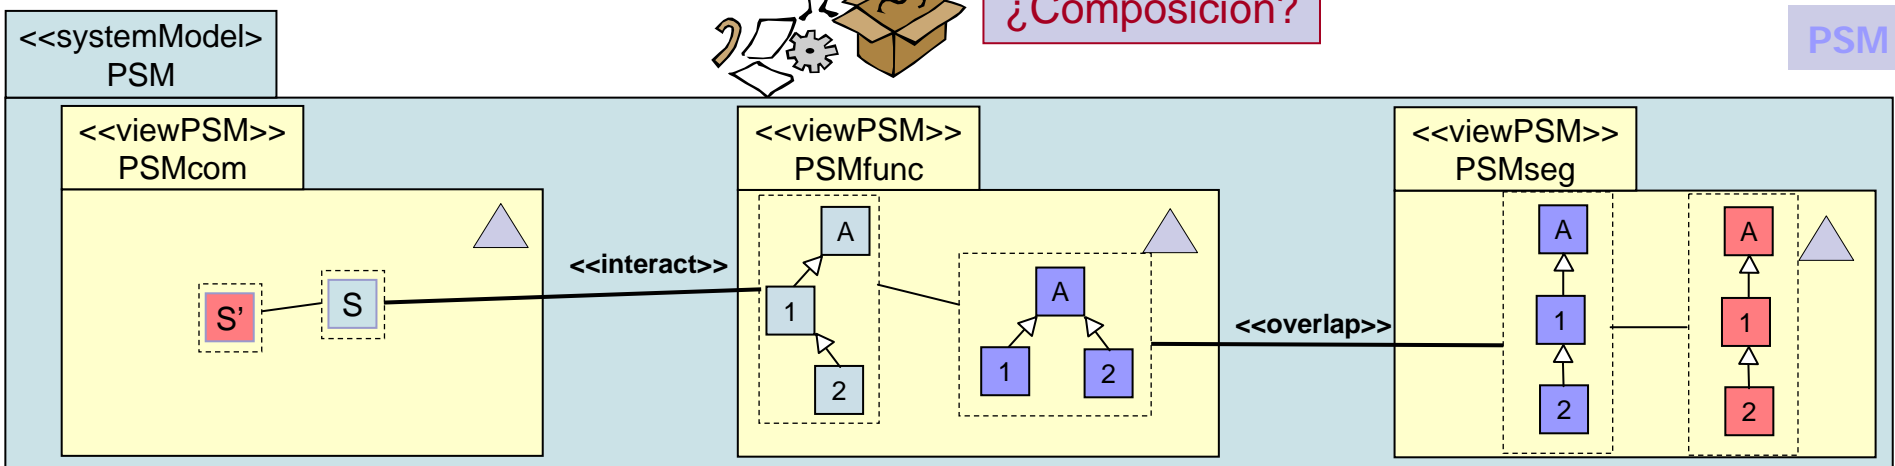 ¿Composición?
PSM
<<systemModel>
PSM
<<viewPSM>>
PSMcom
<<viewPSM>>
PSMfunc
<<viewPSM>>
PSMseg
S’
S
<<interact>>
A
1
2
A
1
2
<<overlap>>
A
1
2
A
1
2